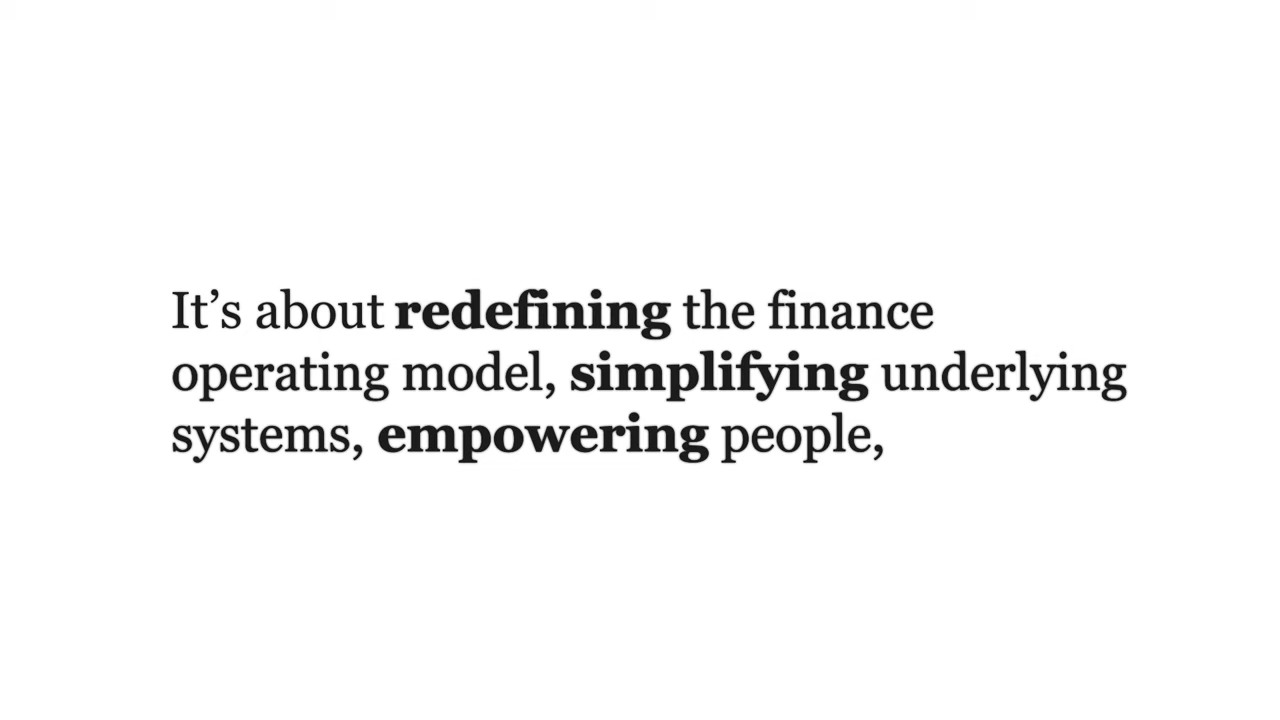 It’s about redefining the finance
operating model, simplifying underlying
systems, empowering people,